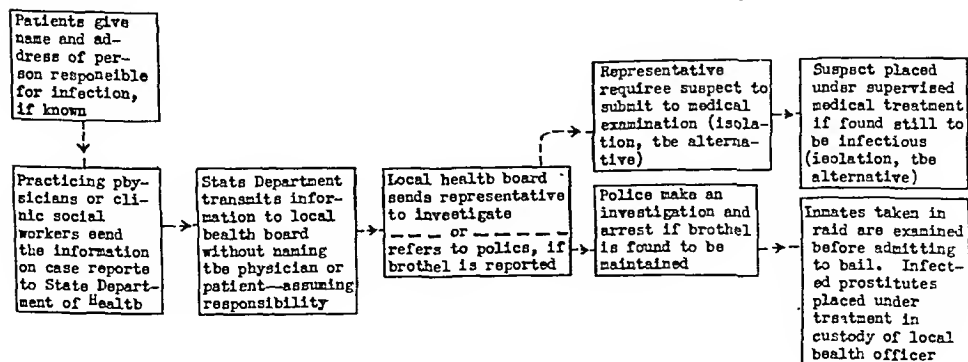 Patients give
name and ad-
dress of per-
son responsible
for infection,
if known
Practicing phy-
sicians or cli-
nic social
workers send
the information
on case reports
to State Depart-
ment of Health
State Department
transmits infor-
mation to local
health board
without naming
the physician or
patient—assuming
responsibility
Local health board
sends representative
to investigate
or
refers to police, if
brothel is reported
Representative
requires suspect to
submit to medical
examination (isola-
tion, the alterna-
tive)
Suspect placed
under supervised
medical treatment
if found still to
be infectious
(isolation, the
alternative)
Police make an
investigation and
arrest if brothel
is found to be
maintained
Inmates taken in
raid are examined
before admitting
to bail. Infect-
ed prostitutes
placed under
treatment in
custody of local
health officer